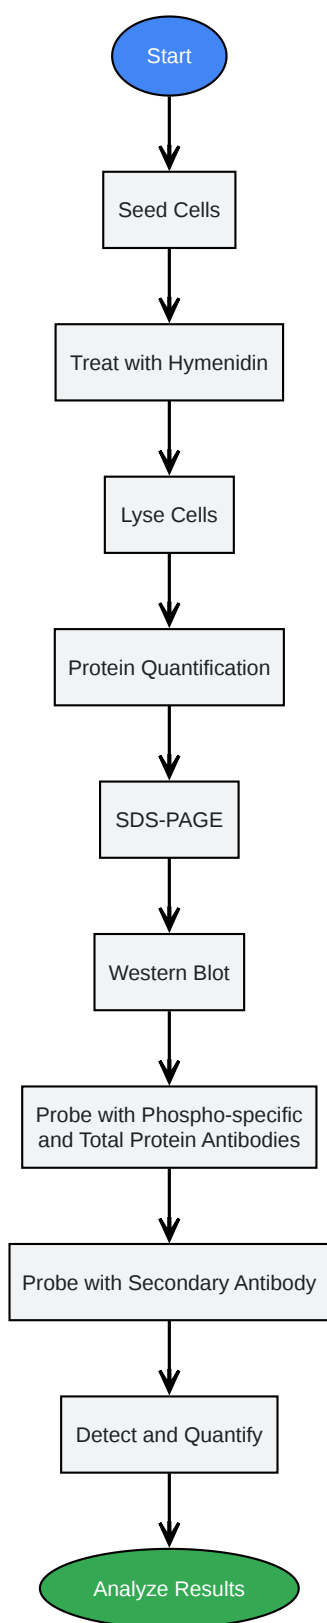 Start
Seed Cells
Treat with Hymenidin
Lyse Cells
Protein Quantification
SDS-PAGE
Western Blot
Probe with Phospho-specific
and Total Protein Antibodies
Probe with Secondary Antibody
Detect and Quantify
Analyze Results